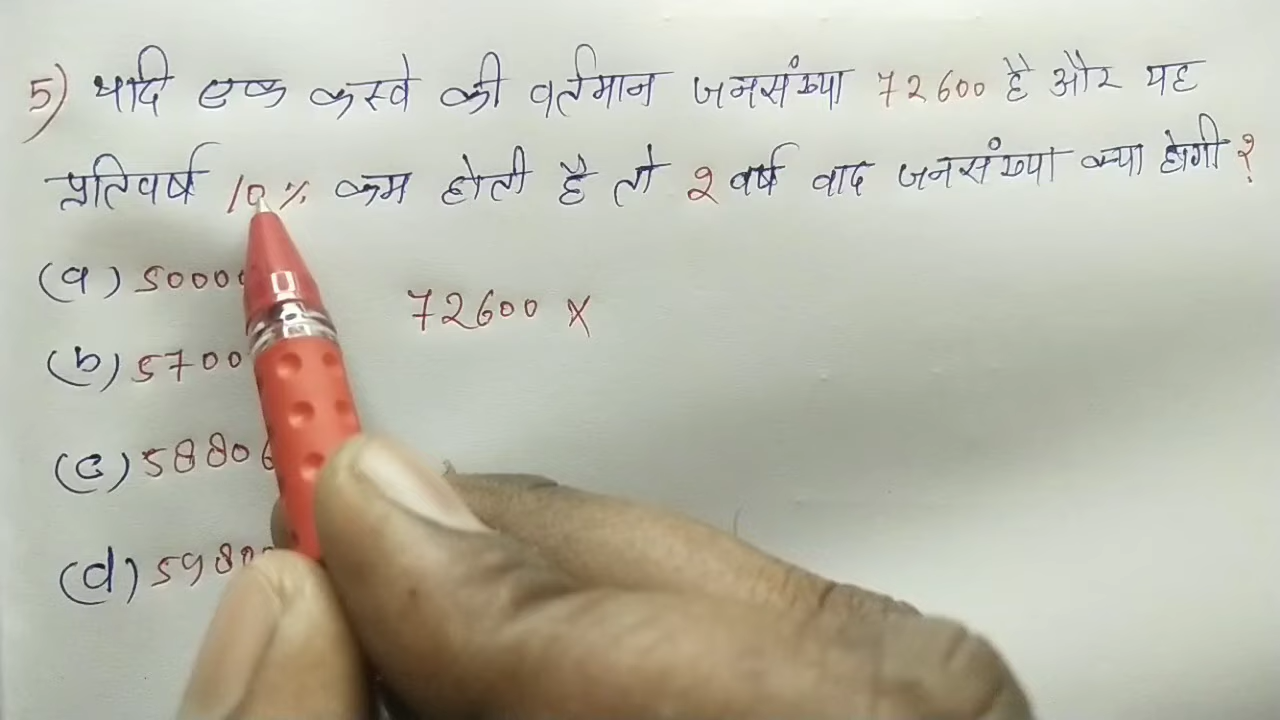 5) यदि एक कस्वे की वर्तमान जनसंख्या 72600 है और यह
प्रतिवर्ष 10% कम होती है तो 2 वर्ष वाद जनसंख्या क्या होगी?
(a) 5000
72600 x
(b) 5700
(c) 58806
(d)